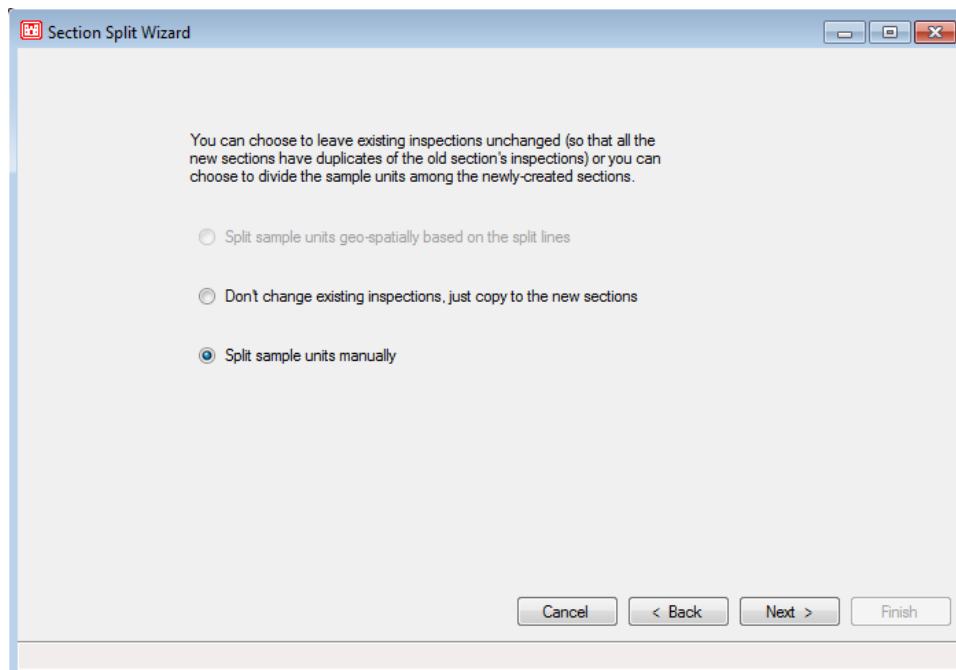 Section Split Wizard
You can choose to leave existing inspections unchanged (so that all the
new sections have duplicates of the old section's inspections) or you can
choose to divide the sample units among the newly-created sections.
Split sample units geo-spatially based on the split lines
Don't change existing inspections, just copy to the new sections
Split sample units manually
Cancel < Back Next > Finish